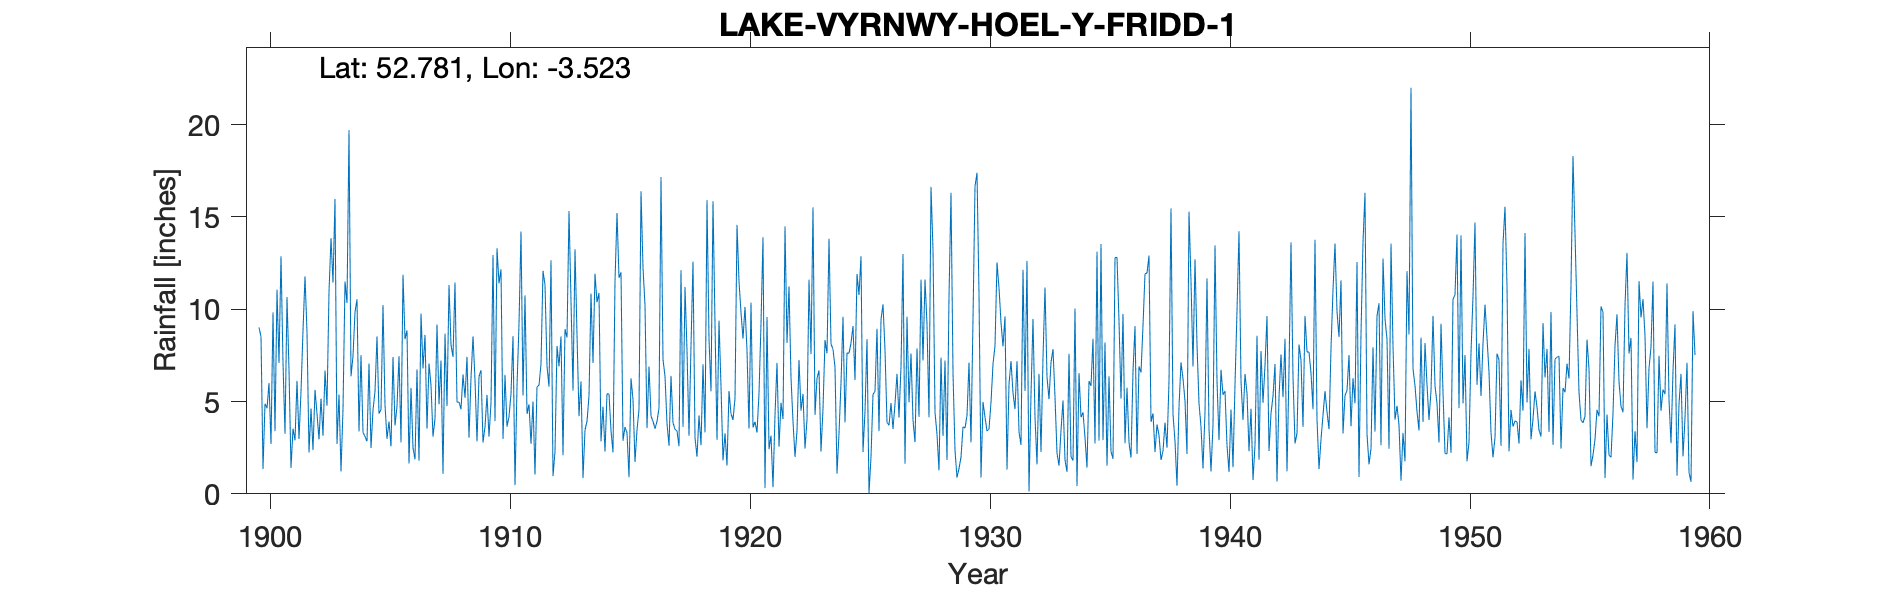 LAKE-VYRNWY-HOEL-Y-FRIDD-1
Lat: 52.781, Lon: -3.523
20
15
10
5
0
Rainfall [inches]
1900 1910 1920 1930 1940 1950 1960
Year